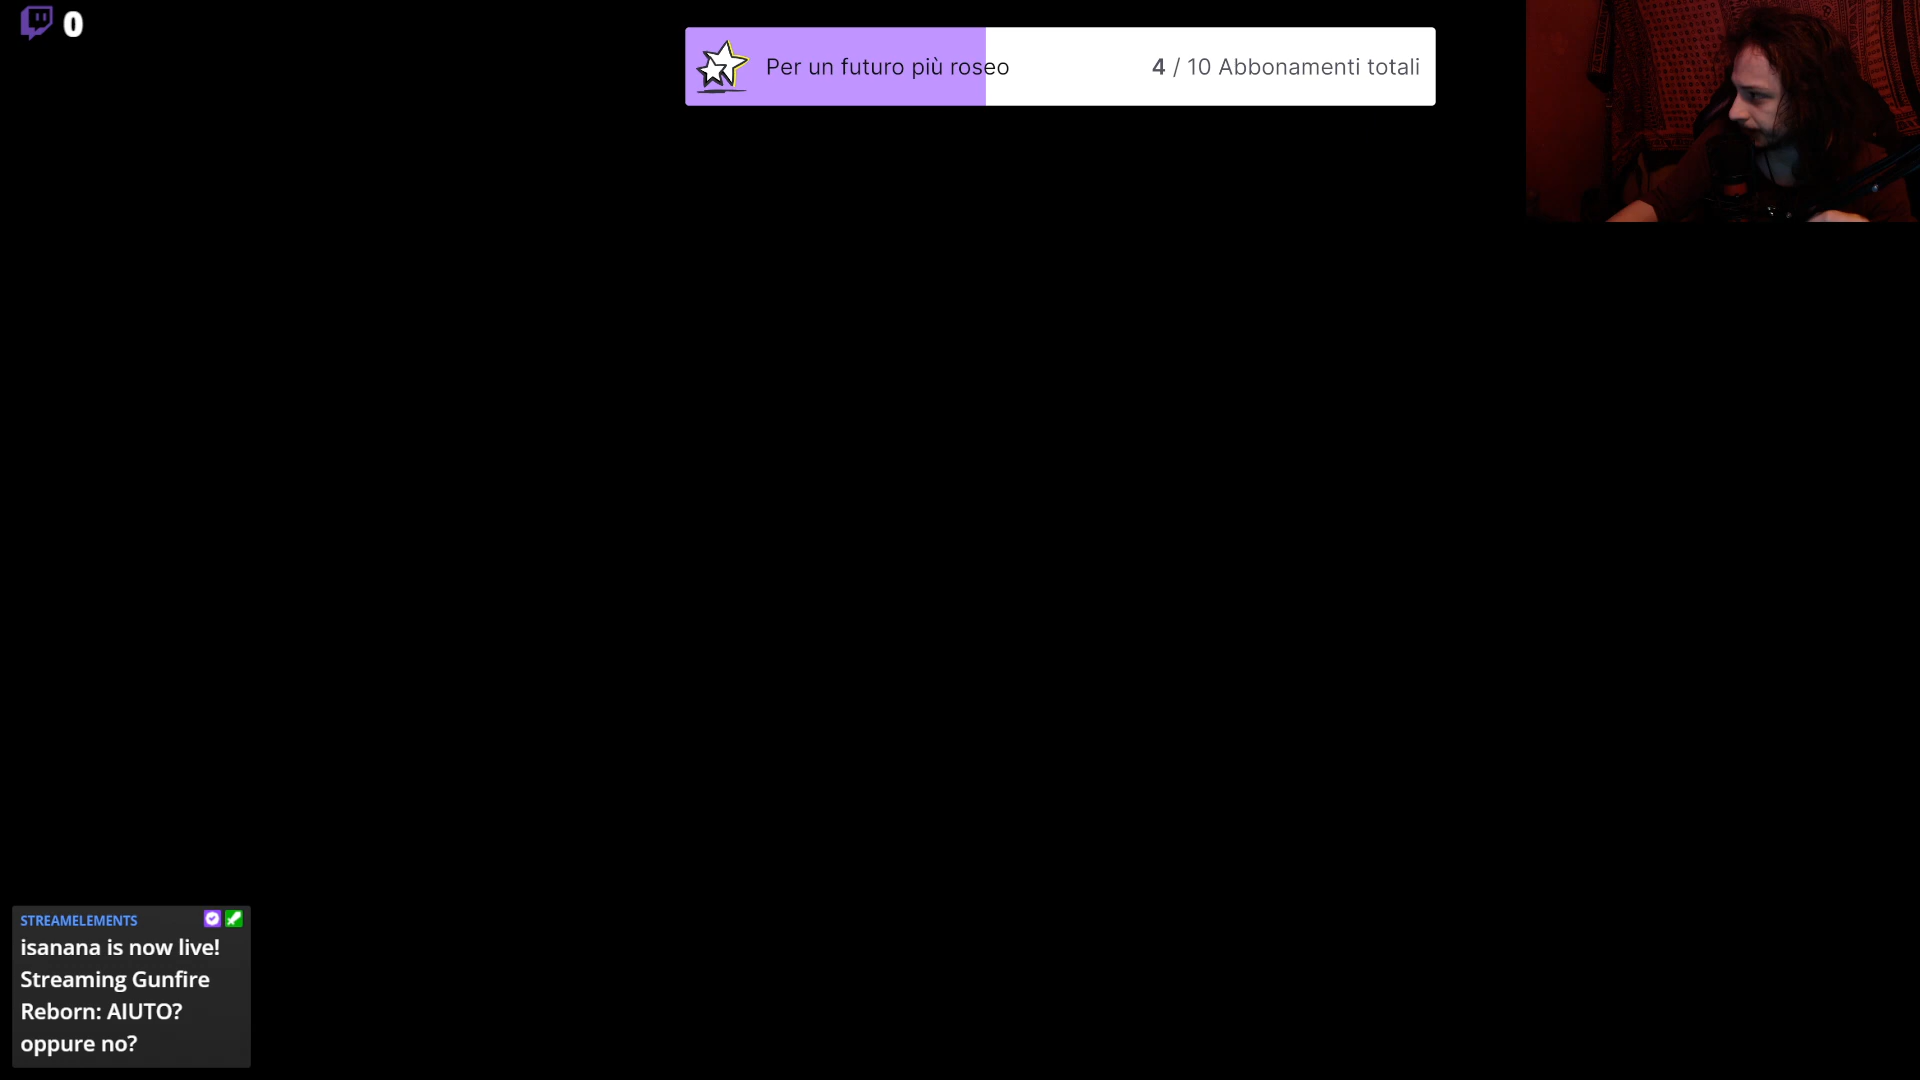 0
Per un futuro più roseo
4 / 10 Abbonamenti totali
STREAMELEMENTS
isanana is now live!
Streaming Gunfire
Reborn: AIUTO?
oppure no?